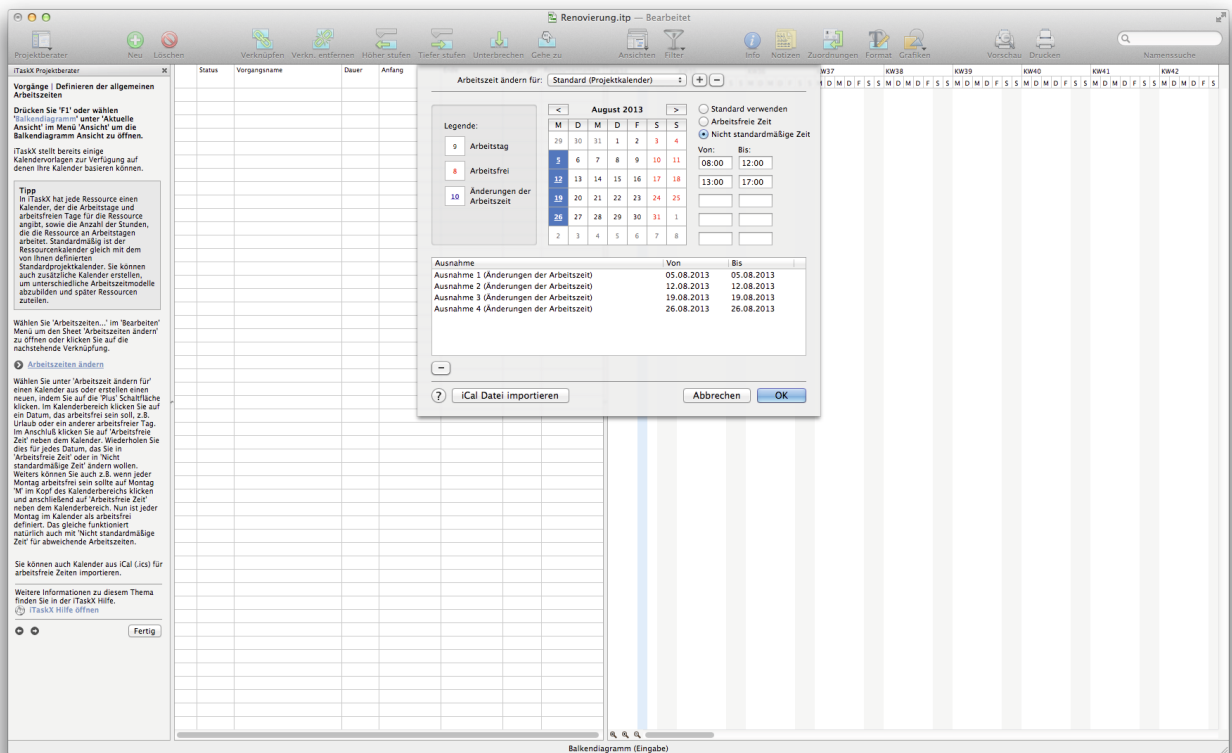 Renovierung.itp — Bearbeitet
Projektberater
Neu
Löschen
Verknüpfen
Verkn. entfernen
Höher stufen
Tiefer stufen
Unterbrechen
Gehe zu
Ansichten
Filter
Info
Notizen
Zuordnungen
Format
Grafiken
Vorschau
Drucken
Namenssuche
iTaskX Projektberater
Vorgänge | Definieren der allgemeinen
Arbeitszeiten
Drücken Sie 'F1' oder wählen
'Balkendiagramm' unter 'Aktuelle
Ansicht' im Menü 'Ansicht' um die
Balkendiagramm Ansicht zu öffnen.
iTaskX stellt bereits einige
Kalendervorlagen zur Verfügung auf
denen Ihre Kalender basieren können.
Tipp
In iTaskX hat jede Ressource einen
Kalender, der die Arbeitstage und
arbeitsfreien Tage für die Ressource
angibt, sowie die Anzahl der Stunden,
die die Ressource an Arbeitstagen
arbeitet. Standardmäßig ist der
Ressourcenkalender gleich mit dem
von Ihnen definierten
Standardprojektkalender. Sie können
auch zusätzliche Kalender erstellen,
um unterschiedliche Arbeitszeitmodelle
abzubilden und später Ressourcen
zuteilen.
Wählen Sie 'Arbeitszeiten...' im 'Bearbeiten'
Menü um den Sheet 'Arbeitszeiten ändern'
zu öffnen oder klicken Sie auf die
nachstehende Verknüpfung.
Arbeitszeiten ändern
Wählen Sie unter 'Arbeitszeit ändern für'
einen Kalender aus oder erstellen einen
neuen, indem Sie auf die 'Plus' Schaltfläche
klicken. Im Kalenderbereich klicken Sie auf
ein Datum, das arbeitsfrei sein soll, z.B.
Urlaub oder ein anderer arbeitsfreier Tag.
Im Anschluß klicken Sie auf 'Arbeitsfreie
Zeit' neben dem Kalender. Wiederholen Sie
dies für jedes Datum, das Sie in
'Arbeitsfreie Zeit' oder in 'Nicht
standardmäßige Zeit' ändern wollen.
Weiters können Sie auch z.B. wenn jeder
Montag arbeitsfrei sein sollte auf Montag
'M' im Kopf des Kalenderbereichs klicken
und anschließend auf 'Arbeitsfreie Zeit'
neben dem Kalenderbereich. Nun ist jeder
Montag im Kalender als arbeitsfrei
definiert. Das gleiche funktioniert
natürlich auch mit 'Nicht standardmäßige
Zeit' für abweichende Arbeitszeiten.
Sie können auch Kalender aus iCal (.ics) für
arbeitsfreie Zeiten importieren.
Weitere Informationen zu diesem Thema
finden Sie in der iTaskX Hilfe.
iTaskX Hilfe öffnen
Fertig
Status Vorgangsname Dauer Anfang
Arbeitszeit ändern für: Standard (Projektkalender) + −
Legende:
9 Arbeitstag
8 Arbeitsfrei
10 Änderungen der
Arbeitszeit
< August 2013 >
M D M D F S S
29 30 31 1 2 3 4
5 6 7 8 9 10 11
12 13 14 15 16 17 18
19 20 21 22 23 24 25
26 27 28 29 30 31 1
2 3 4 5 6 7 8
Standard verwenden
Arbeitsfreie Zeit
Nicht standardmäßige Zeit
Von: Bis:
08:00 12:00
13:00 17:00
Ausnahme Von Bis
Ausnahme 1 (Änderungen der Arbeitszeit) 05.08.2013 05.08.2013
Ausnahme 2 (Änderungen der Arbeitszeit) 12.08.2013 12.08.2013
Ausnahme 3 (Änderungen der Arbeitszeit) 19.08.2013 19.08.2013
Ausnahme 4 (Änderungen der Arbeitszeit) 26.08.2013 26.08.2013
−
? iCal Datei importieren Abbrechen OK
KW37 KW38 KW39 KW40 KW41 KW42
M D M D F S S M D M D F S S M D M D F S S M D M D F S S M D M D F S S M D M D F S
Balkendiagramm (Eingabe)